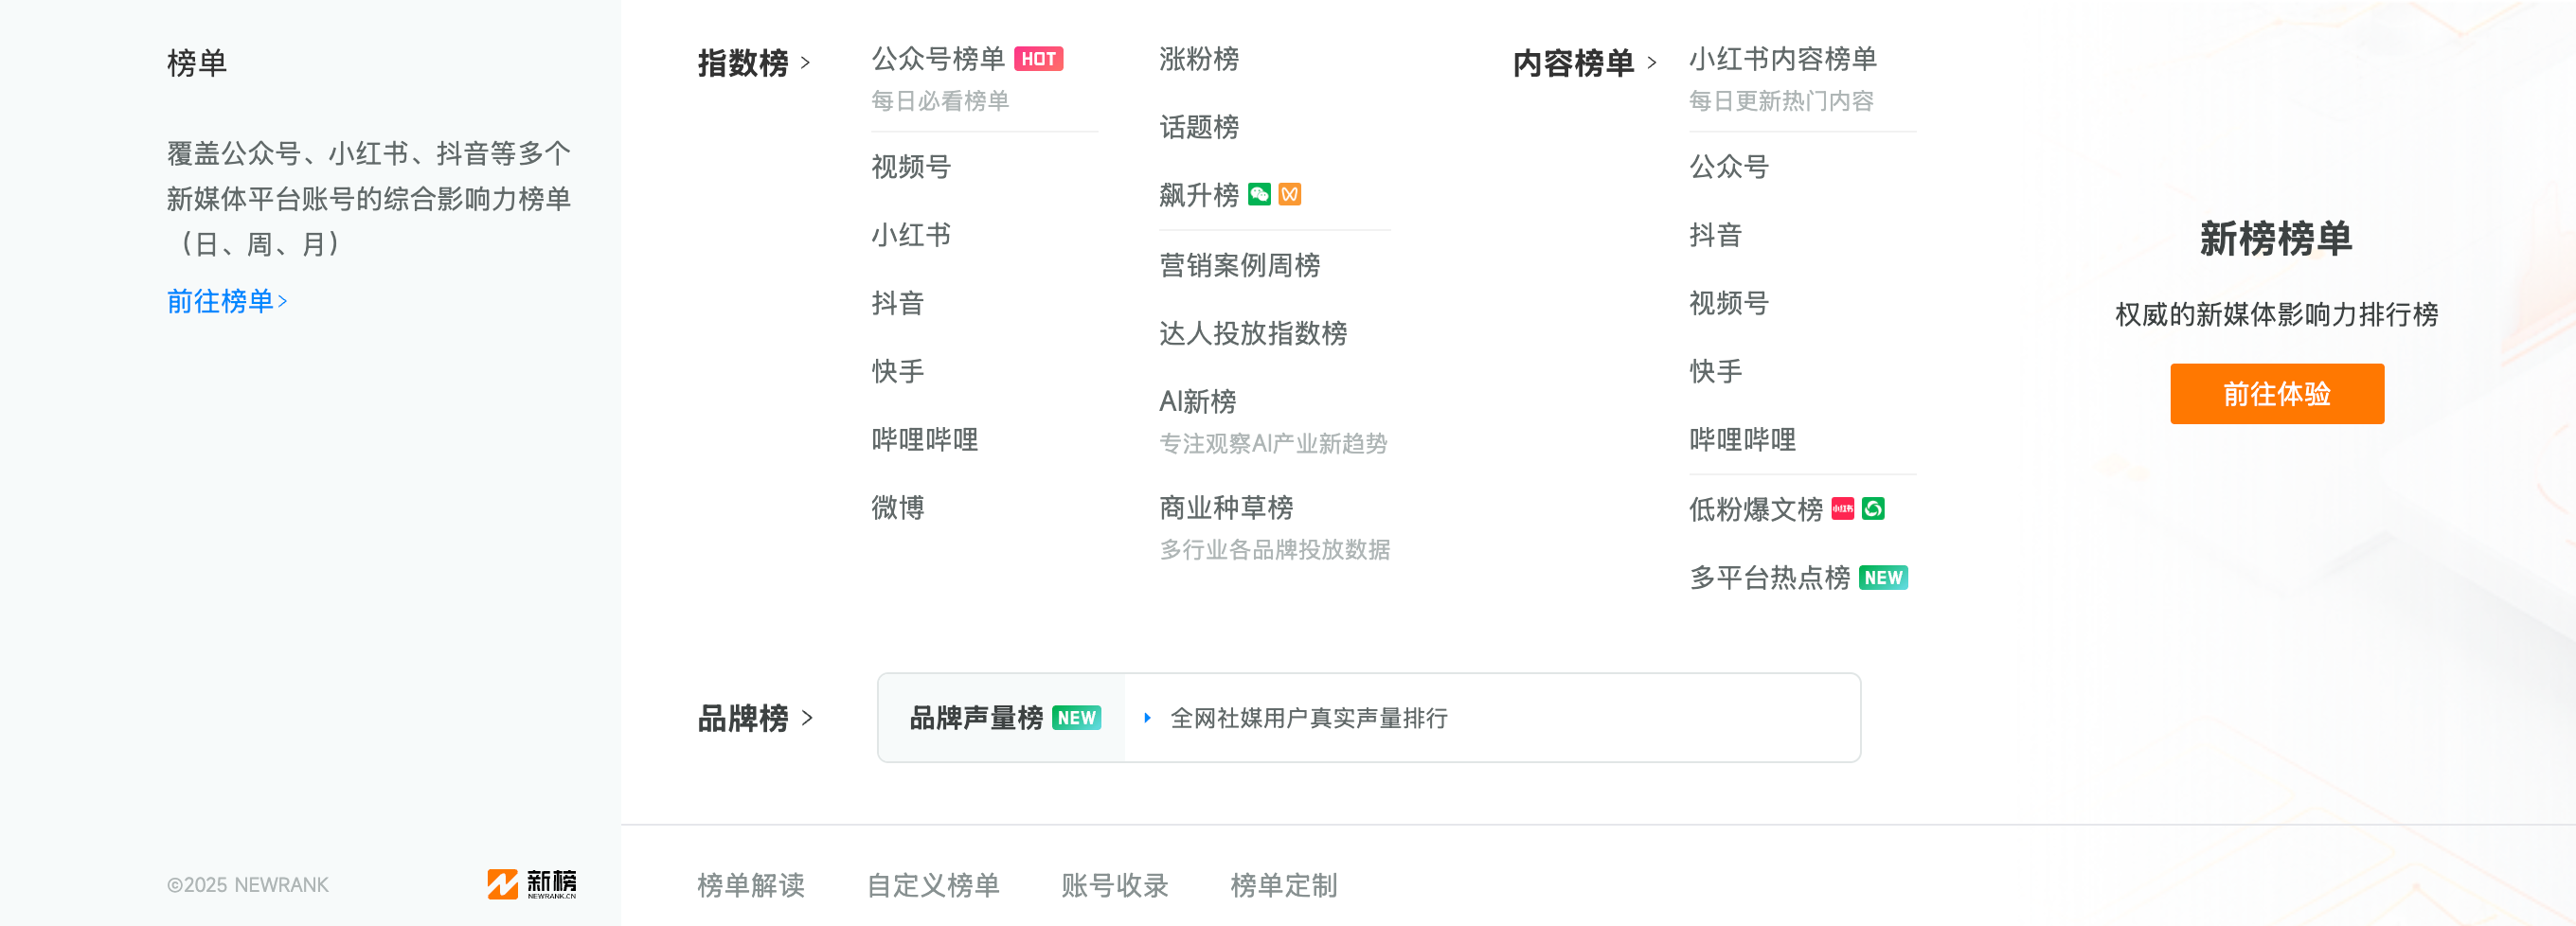 榜单
覆盖公众号、小红书、抖音等多个
新媒体平台账号的综合影响力榜单
（日、周、月）
前往榜单>
©2025 NEWRANK
新榜
NEWRANK.CN
指数榜 >
公众号榜单 HOT
每日必看榜单
视频号
小红书
抖音
快手
哔哩哔哩
微博
涨粉榜
话题榜
飙升榜
营销案例周榜
达人投放指数榜
AI新榜
专注观察AI产业新趋势
商业种草榜
多行业各品牌投放数据
内容榜单 >
小红书内容榜单
每日更新热门内容
公众号
抖音
视频号
快手
哔哩哔哩
低粉爆文榜 小红书
多平台热点榜 NEW
品牌榜 >
品牌声量榜 NEW
全网社媒用户真实声量排行
新榜榜单
权威的新媒体影响力排行榜
前往体验
榜单解读 自定义榜单 账号收录 榜单定制